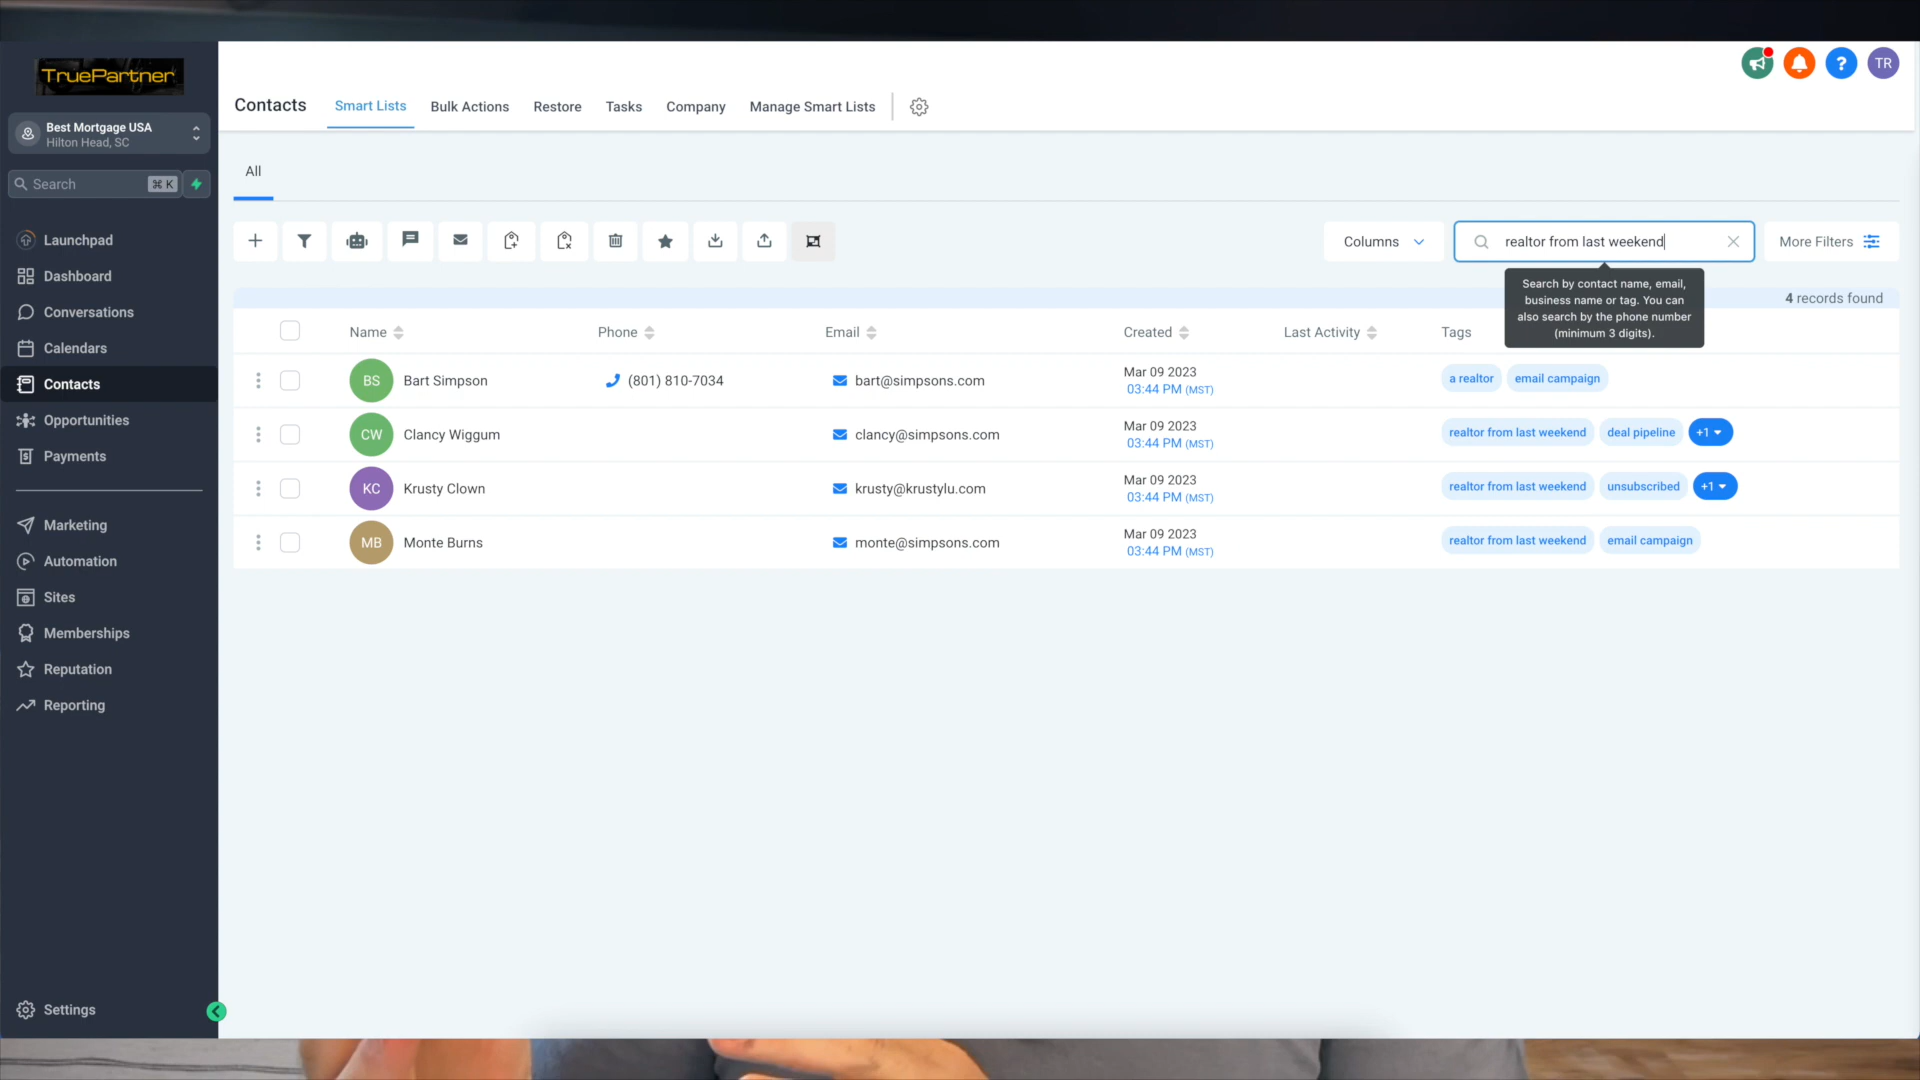 TruePartner
Best Mortgage USA
Hilton Head, SC
Search
⌘ K
Launchpad
Dashboard
Conversations
Calendars
Contacts
Opportunities
Payments
Marketing
Automation
Sites
Memberships
Reputation
Reporting
Settings
TR
Contacts Smart Lists Bulk Actions Restore Tasks Company Manage Smart Lists
All
Columns
realtor from last weekend
More Filters
Search by contact name, email,
business name or tag. You can
also search by the phone number
(minimum 3 digits).
4 records found
Name Phone Email Created Last Activity Tags
BS Bart Simpson (801) 810-7034 bart@simpsons.com Mar 09 2023 a realtor email campaign
03:44 PM (MST)
CW Clancy Wiggum clancy@simpsons.com Mar 09 2023 realtor from last weekend deal pipeline +1
03:44 PM (MST)
KC Krusty Clown krusty@krustylu.com Mar 09 2023 realtor from last weekend unsubscribed +1
03:44 PM (MST)
MB Monte Burns monte@simpsons.com Mar 09 2023 realtor from last weekend email campaign
03:44 PM (MST)